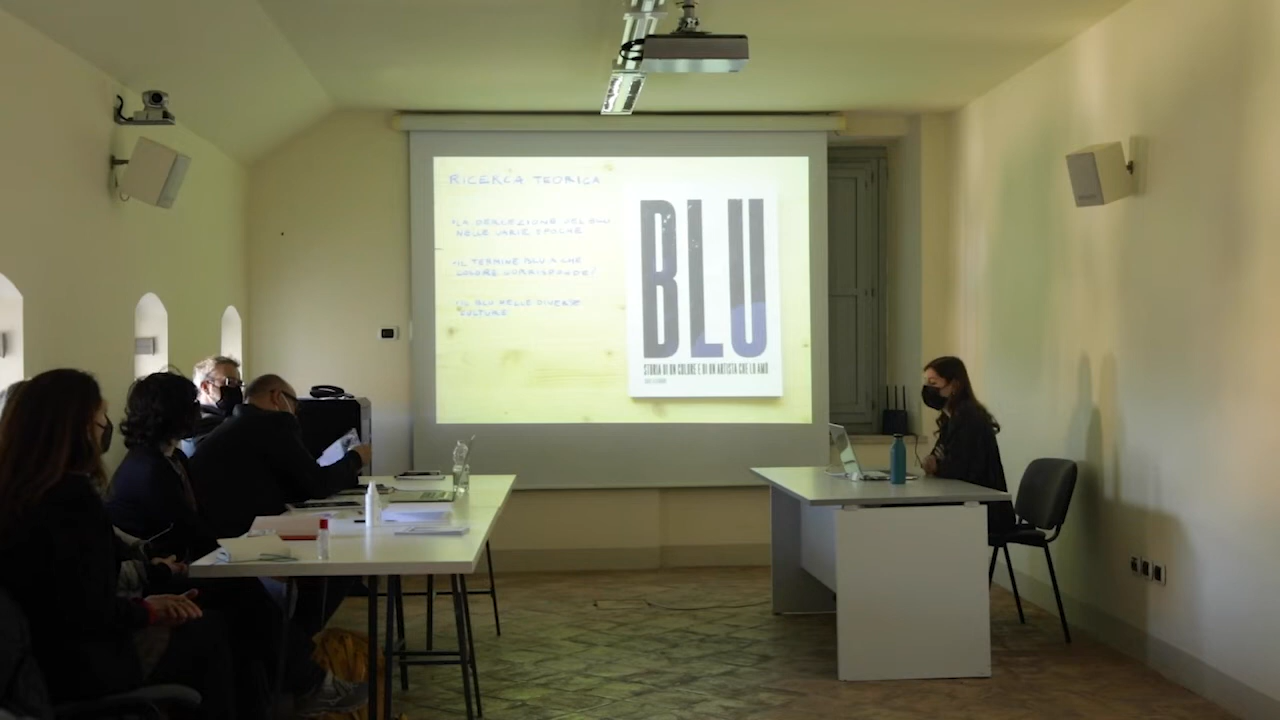 RICERCA TEORICA
•LA PERCEZIONE DEL BLU
NELLE VARIE EPOCHE
•IL TERMINE BLU A CHE
COLORE CORRISPONDE?
•IL BLU NELLE DIVERSE
CULTURE
BLU
STORIA DI UN COLORE E DI UN ARTISTA CHE LO AMÒ